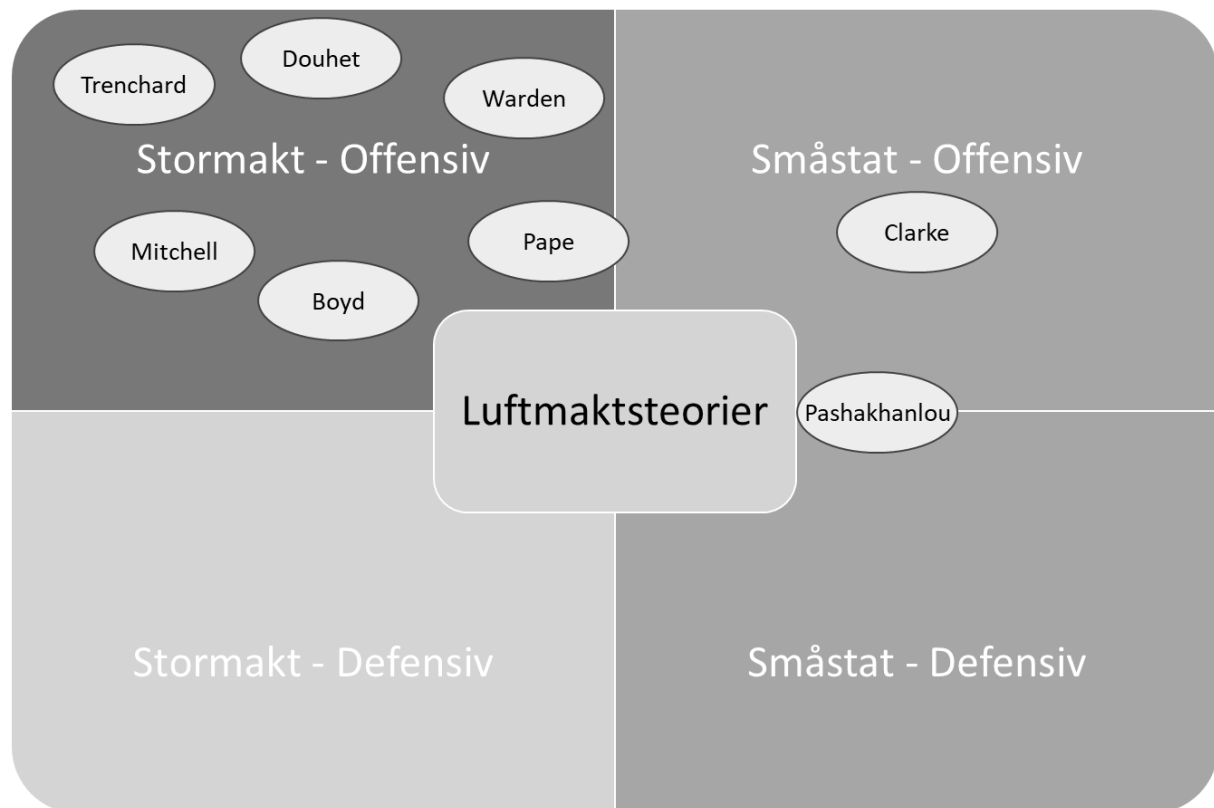 Douhet
Trenchard
Warden
Stormakt - Offensiv
Mitchell
Pape
Boyd
Småstat - Offensiv
Clarke
Luftmaktsteorier
Pashakhanlou
Stormakt - Defensiv
Småstat - Defensiv